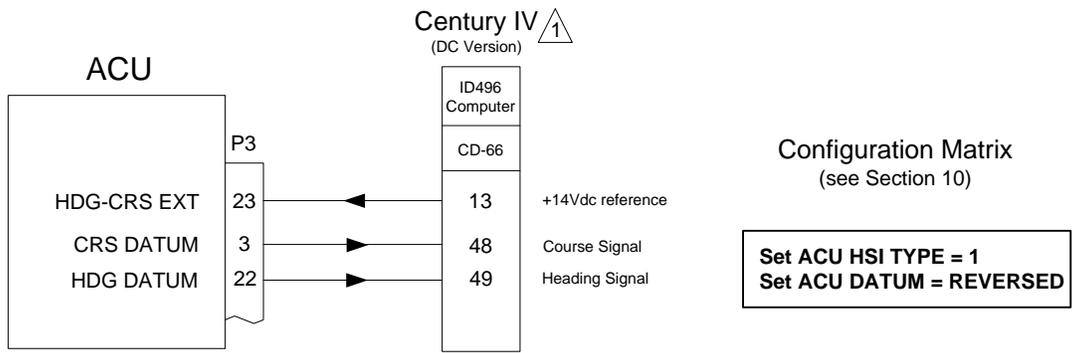 Century IV 1
(DC Version)
ACU
ID496
Computer
P3
CD-66
HDG-CRS EXT 23 13 +14Vdc reference
CRS DATUM 3 48 Course Signal
HDG DATUM 22 49 Heading Signal
Configuration Matrix
(see Section 10)
Set ACU HSI TYPE = 1
Set ACU DATUM = REVERSED